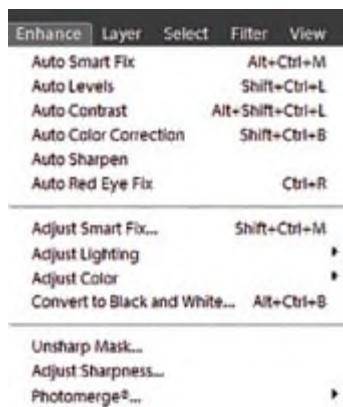 Enhance Layer Select Filter View
Auto Smart Fix Alt+Ctrl+M
Auto Levels Shift+Ctrl+L
Auto Contrast Alt+Shift+Ctrl+L
Auto Color Correction Shift+Ctrl+B
Auto Sharpen
Auto Red Eye Fix Ctrl+R
Adjust Smart Fix... Shift+Ctrl+M
Adjust Lighting
Adjust Color
Convert to Black and White... Alt+Ctrl+B
Unsharp Mask...
Adjust Sharpness...
Photomerge®...